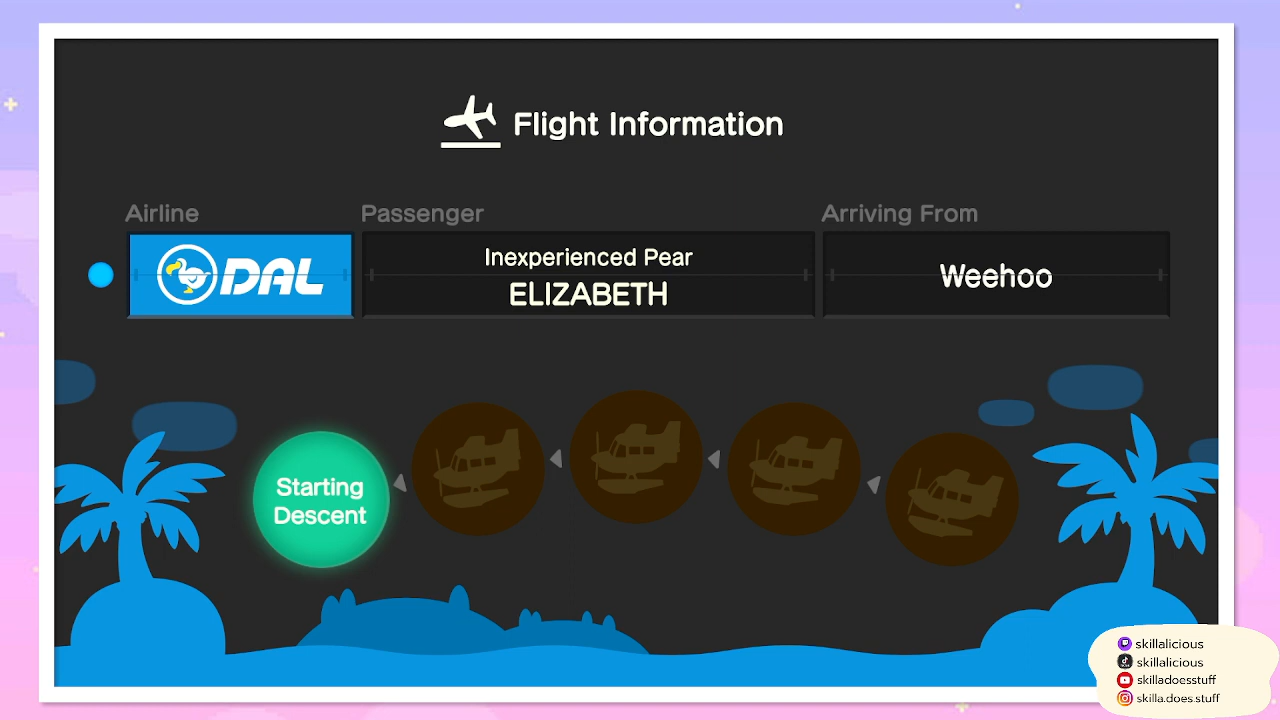 Flight Information
Airline
Passenger
Arriving From
DAL
Inexperienced Pear
ELIZABETH
Weehoo
Starting
Descent
skillalicious
skillalicious
skilladoesstuff
skilla.does.stuff